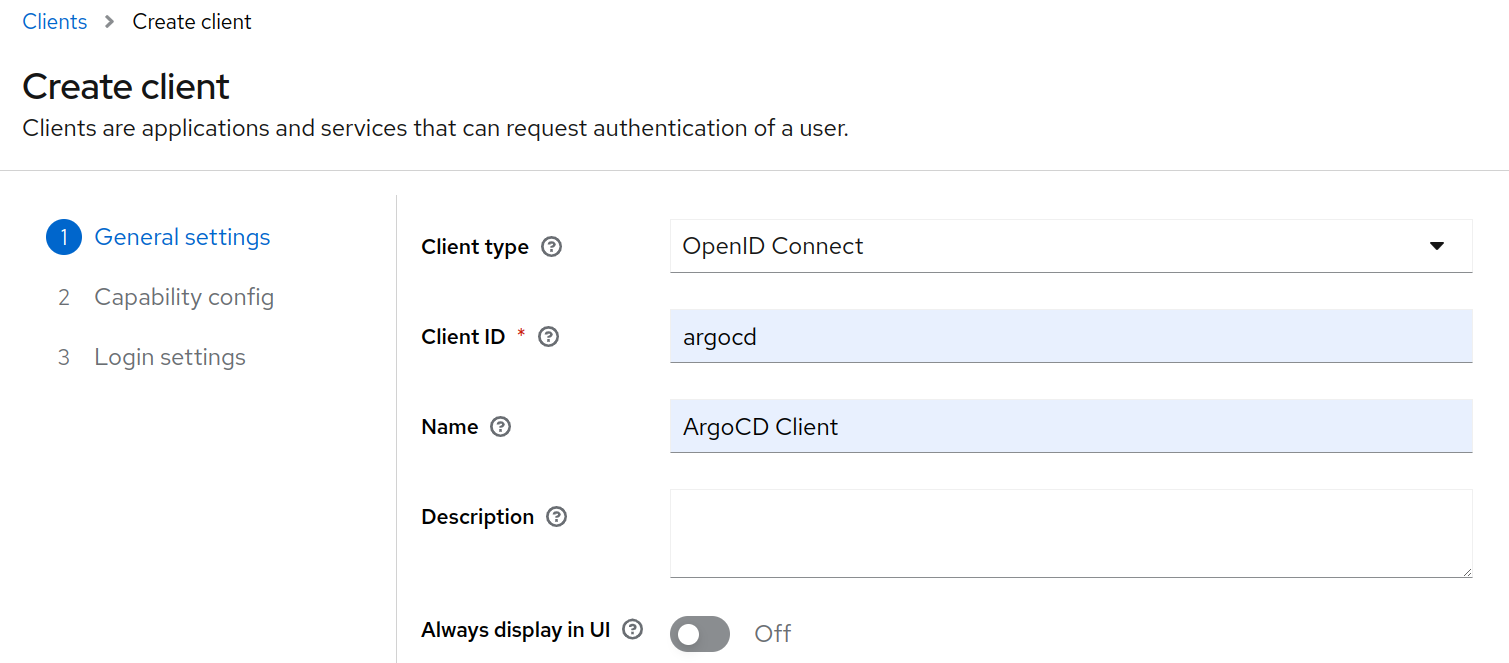 Clients > Create client
Create client
Clients are applications and services that can request authentication of a user.
1 General settings
2 Capability config
3 Login settings
Client type ? OpenID Connect
Client ID * ? argocd
Name ? ArgoCD Client
Description ?
Always display in UI ? Off